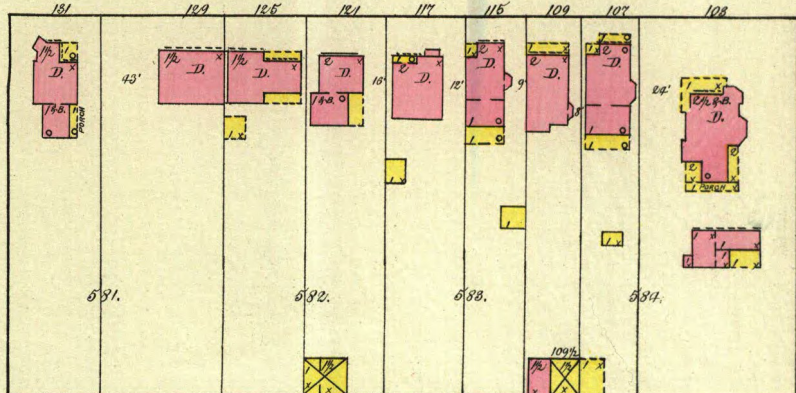 131 129 125 121 117 115 109 107 103
1½ 1 D. x
1½ x D.
1½ x D.
2 x D.
2 D.
2 D. x
D. x
2 D. x
43'
16'
12'
9'
8'
24'
2½ & B. D.
1 & B.
PORCH
1 & B.
1 x
1 x
1 x
1 x
2 x
2 x
PORCH
1 x
1 x
1 x
581. 582. 583. 584.
109½
1 1½ x x
1½ x 1½ x 1 x